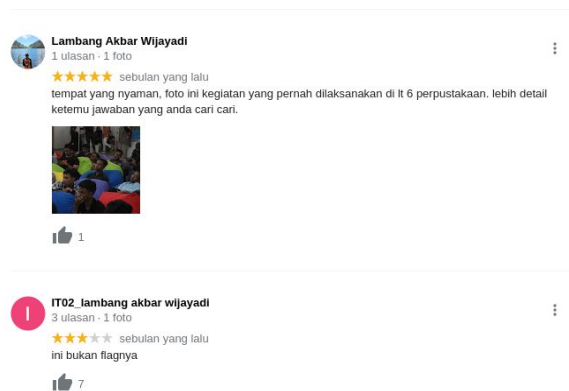 Lambang Akbar Wijayadi
1 ulasan · 1 foto
sebulan yang lalu
tempat yang nyaman, foto ini kegiatan yang pernah dilaksanakan di lt 6 perpustakaan. lebih detail
ketemu jawaban yang anda cari cari.
1
I
IT02_lambang akbar wijayadi
3 ulasan · 1 foto
sebulan yang lalu
ini bukan flagnya
7